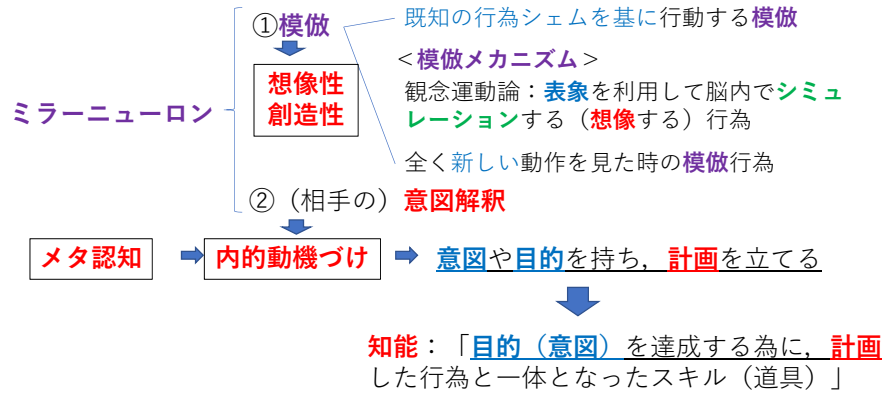 ①模倣
既知の行為シェムを基に行動する模倣
<模倣メカニズム>
想像性
創造性
観念運動論：表象を利用して脳内でシミュ
レーションする（想像する）行為
ミラーニューロン
全く新しい動作を見た時の模倣行為
②（相手の）意図解釈
メタ認知
内的動機づけ
意図や目的を持ち，計画を立てる
知能：「目的（意図）を達成する為に，計画
した行為と一体となったスキル（道具）」